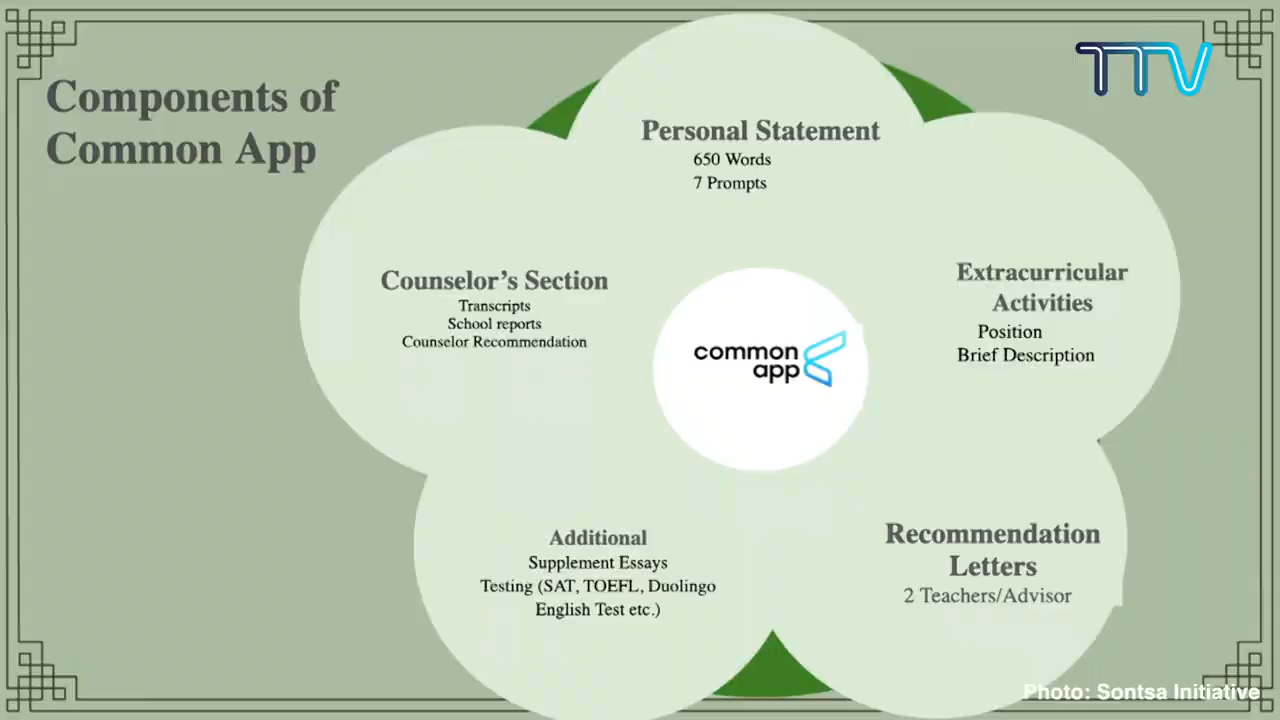 Components of
Common App
TTV
Personal Statement
650 Words
7 Prompts
Counselor’s Section
Transcripts
School reports
Counselor Recommendation
Extracurricular
Activities
Position
Brief Description
common
app
Additional
Supplement Essays
Testing (SAT, TOEFL, Duolingo
English Test etc.)
Recommendation
Letters
2 Teachers/Advisor
Photo: Sontsa Initiative